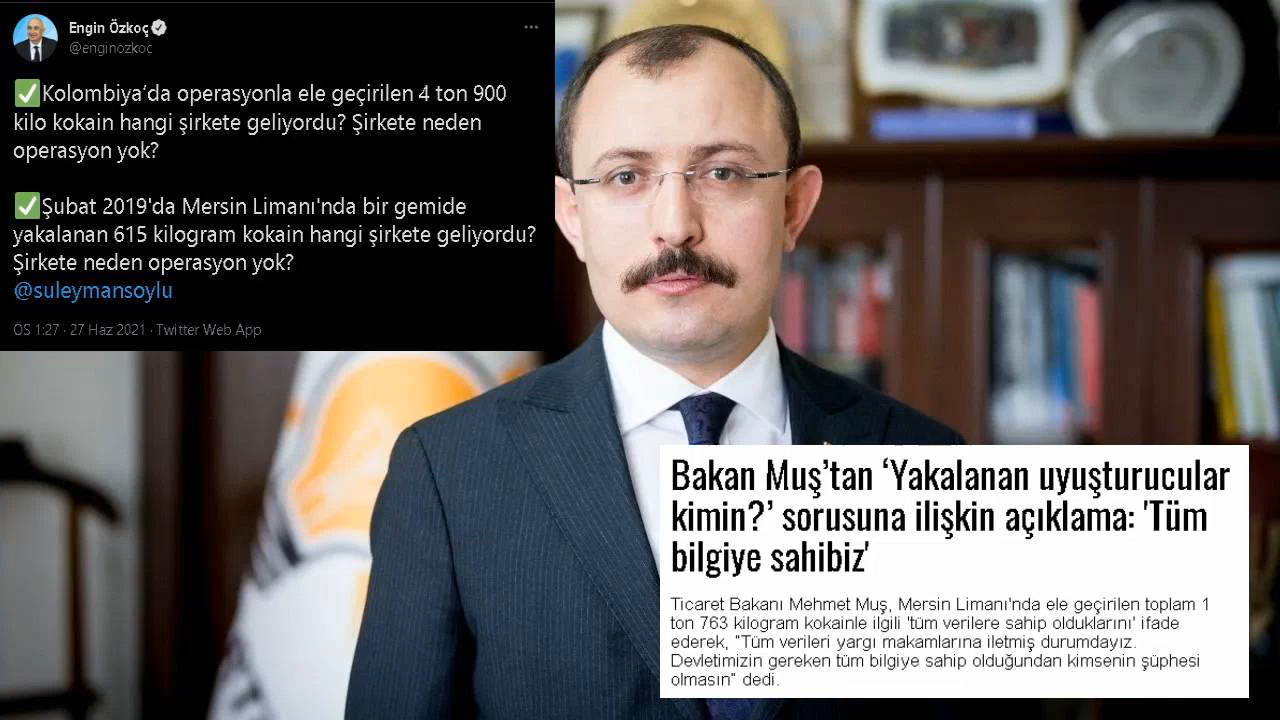 Engin Özkoç
@enginozkoc
Kolombiya'da operasyonla ele geçirilen 4 ton 900
kilo kokain hangi şirkete geliyordu? Şirkete neden
operasyon yok?
Şubat 2019'da Mersin Limanı'nda bir gemide
yakalanan 615 kilogram kokain hangi şirkete geliyordu?
Şirkete neden operasyon yok?
@suleymansoylu
ÖS 1:27 · 27 Haz 2021 · Twitter Web App
Bakan Muş'tan 'Yakalanan uyuşturucular
kimin?' sorusuna ilişkin açıklama: 'Tüm
bilgiye sahibiz'
Ticaret Bakanı Mehmet Muş, Mersin Limanı'nda ele geçirilen toplam 1
ton 763 kilogram kokainle ilgili 'tüm verilere sahip olduklarını' ifade
ederek, "Tüm verileri yargı makamlarına iletmiş durumdayız.
Devletimizin gereken tüm bilgiye sahip olduğundan kimsenin şüphesi
olmasın" dedi.